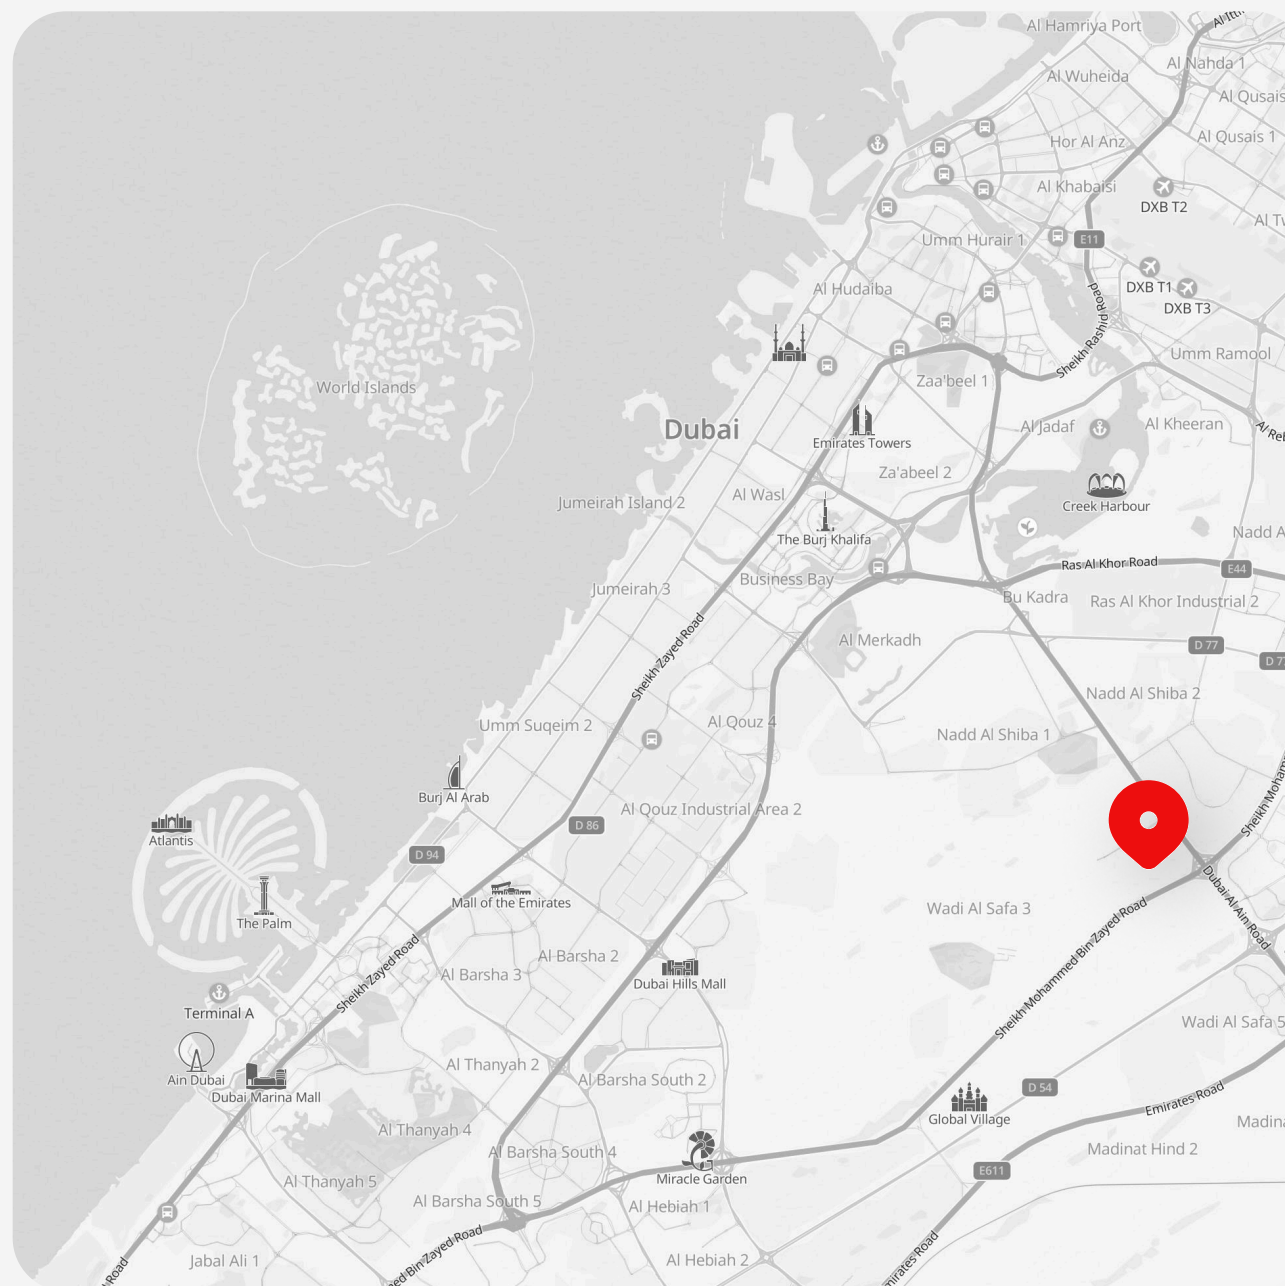 Al Hamriya Port
Al Nahda 1
Al Wuheida
Al Qusais
Al Qusais 1
Hor Al Anz
Al Khabaisi
DXB T2
Umm Hurair 1
E11
DXB T1
DXB T3
Al Hudaiba
Sheikh Rashid Road
Umm Ramool
World Islands
Zaa'beel 1
Dubai
Emirates Towers
Al Jadaf
Al Kheeran
Za'abeel 2
Jumeirah Island 2
Al Wasl
Creek Harbour
The Burj Khalifa
Nadd A
Ras Al Khor Road
E44
Jumeirah 3
Business Bay
Bu Kadra
Ras Al Khor Industrial 2
Al Merkadh
D 77
D 77
Sheikh Zayed Road
Nadd Al Shiba 2
Umm Suqeim 2
Al Qouz 4
Nadd Al Shiba 1
Burj Al Arab
Al Qouz Industrial Area 2
D 86
Sheikh Moham
Atlantis
D 94
Mall of the Emirates
Wadi Al Safa 3
Dubai Al Ain Road
The Palm
Sheikh Mohammed Bin Zayed Road
Al Barsha 2
Al Barsha 3
Sheikh Zayed Road
Dubai Hills Mall
Terminal A
Wadi Al Safa 5
Al Thanyah 2
Ain Dubai
Al Barsha South 2
D 54
Dubai Marina Mall
Emirates Road
Global Village
Al Thanyah 4
Madina
Al Barsha South 4
Madinat Hind 2
E611
Miracle Garden
Al Thanyah 5
Al Barsha South 5
Al Hebiah 1
ed Bin Zayed Road
Jabal Ali 1
Al Hebiah 2
mirates Road
Road